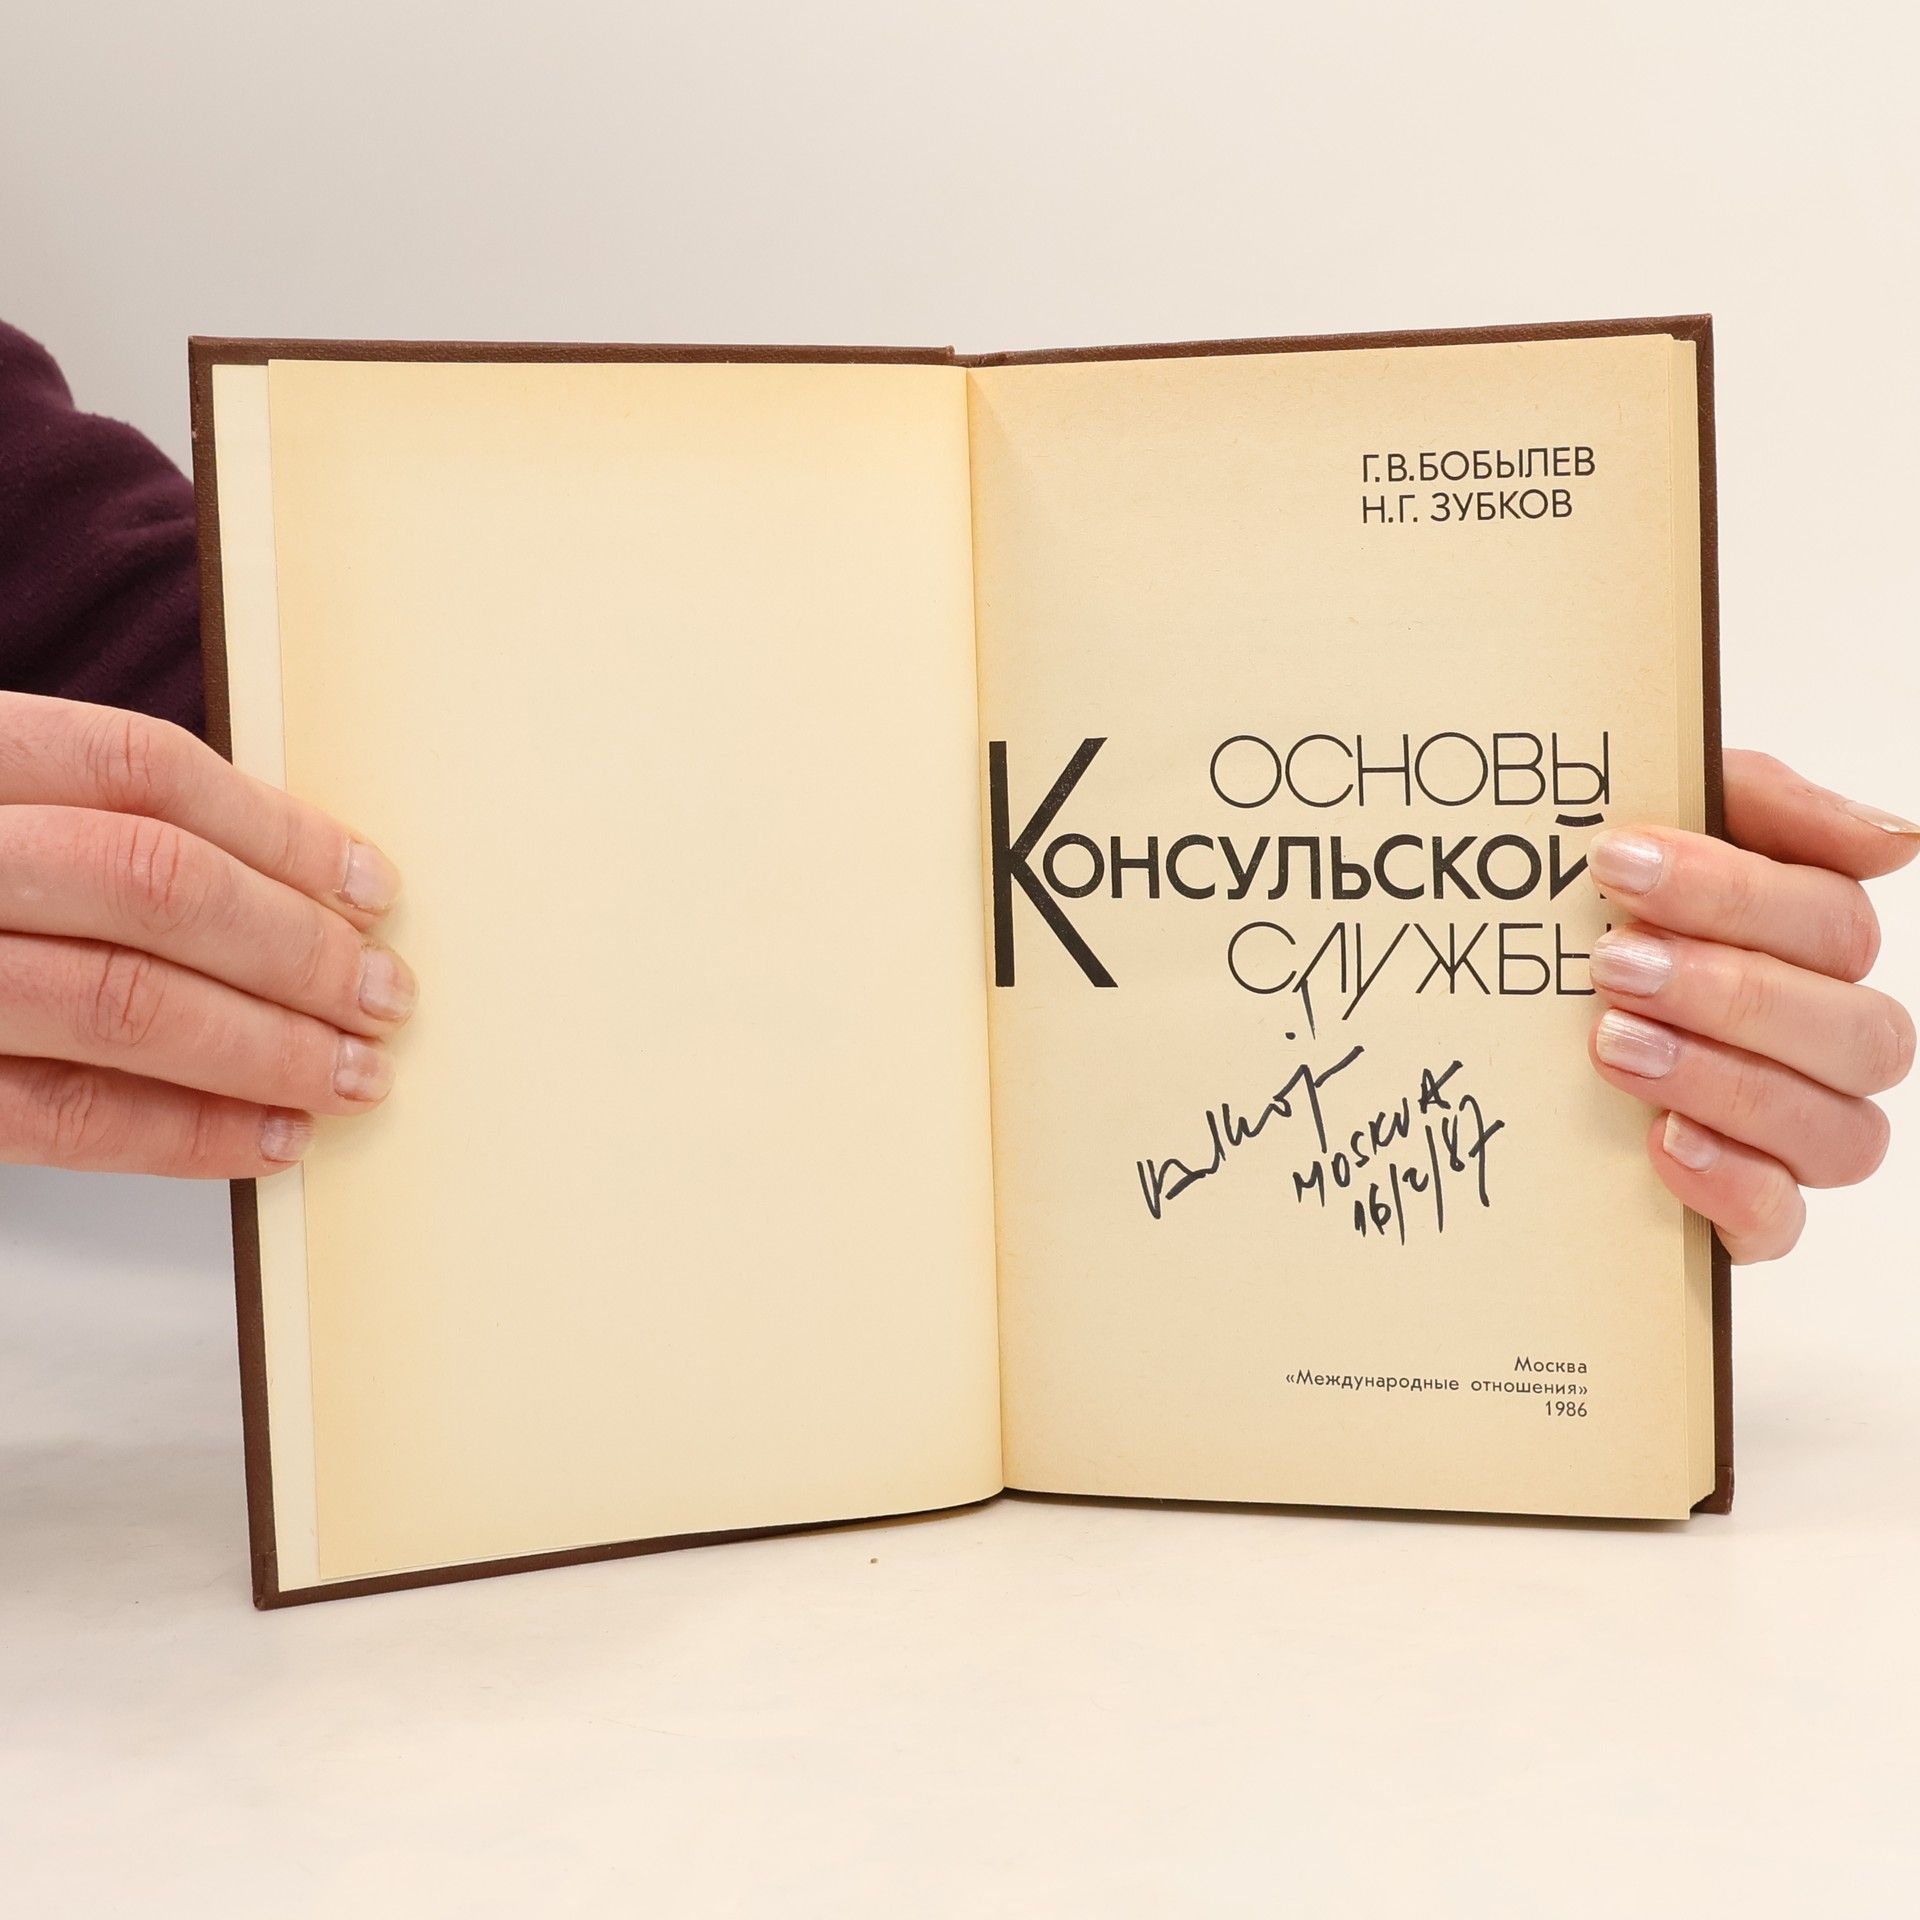 Г.В.БОБЫЛЕВ
Н.Г. ЗУБКОВ
ОСНОВЫ
КОНСУЛЬСКОЙ
СЛУЖБЫ
MOSKVA
16/2/87
Москва
«Международные отношения»
1986